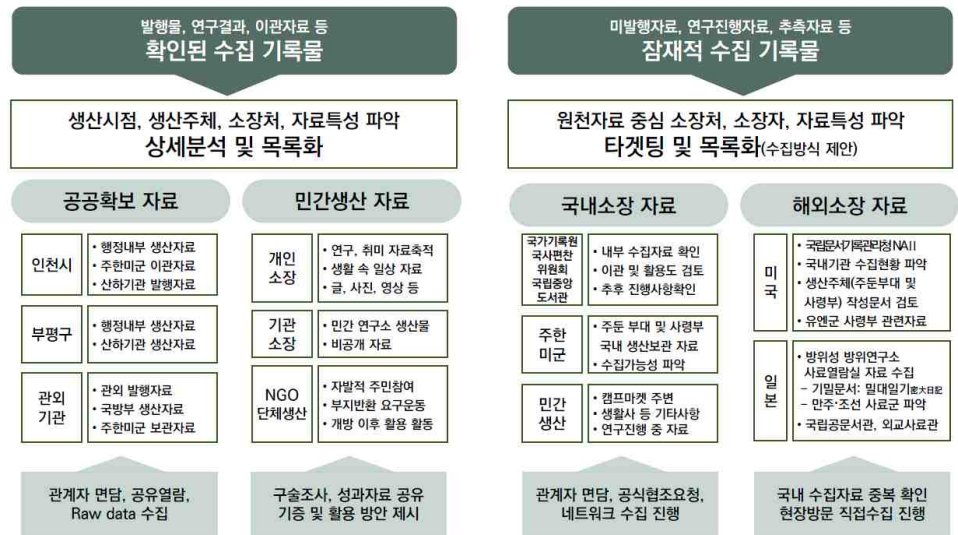 발행물, 연구결과, 이관자료 등
확인된 수집 기록물
생산시점, 생산주체, 소장처, 자료특성 파악
상세분석 및 목록화
공공확보 자료
인천시
• 행정내부 생산자료
• 주한미군 이관자료
• 산하기관 발행자료
부평구
• 행정내부 생산자료
• 산하기관 생산자료
관외
기관
• 관외 발행자료
• 국방부 생산자료
• 주한미군 보관자료
관계자 면담, 공유열람,
Raw data 수집
민간생산 자료
개인
소장
• 연구, 취미 자료축적
• 생활 속 일상 자료
• 글, 사진, 영상 등
기관
소장
• 민간 연구소 생산물
• 비공개 자료
NGO
단체생산
• 자발적 주민참여
• 부지반환 요구운동
• 개방 이후 활용 활동
구술조사, 성과자료 공유
기증 및 활용 방안 제시
미발행자료, 연구진행자료, 추측자료 등
잠재적 수집 기록물
원천자료 중심 소장처, 소장자, 자료특성 파악
타겟팅 및 목록화(수집방식 제안)
국내소장 자료
국가기록원
국사편찬
위원회
국립중앙
도서관
• 내부 수집자료 확인
• 이관 및 활용도 검토
• 추후 진행사항확인
주한
미군
• 주둔 부대 및 사령부
국내 생산보관 자료
• 수집가능성 파악
민간
생산
• 캠프마켓 주변
• 생활사 등 기타사항
• 연구진행 중 자료
관계자 면담, 공식협조요청,
네트워크 수집 진행
해외소장 자료
미
국
• 국립문서기록관리청NAII
• 국내기관 수집현황 파악
• 생산주체(주둔부대 및
사령부) 작성문서 검토
• 유엔군 사령부 관련자료
일
본
• 방위성 방위연구소
사료열람실 자료 수집
– 기밀문서: 밀대일기密大日記
– 만주·조선 사료군 파악
• 국립공문서관, 외교사료관
국내 수집자료 중복 확인
현장방문 직접수집 진행